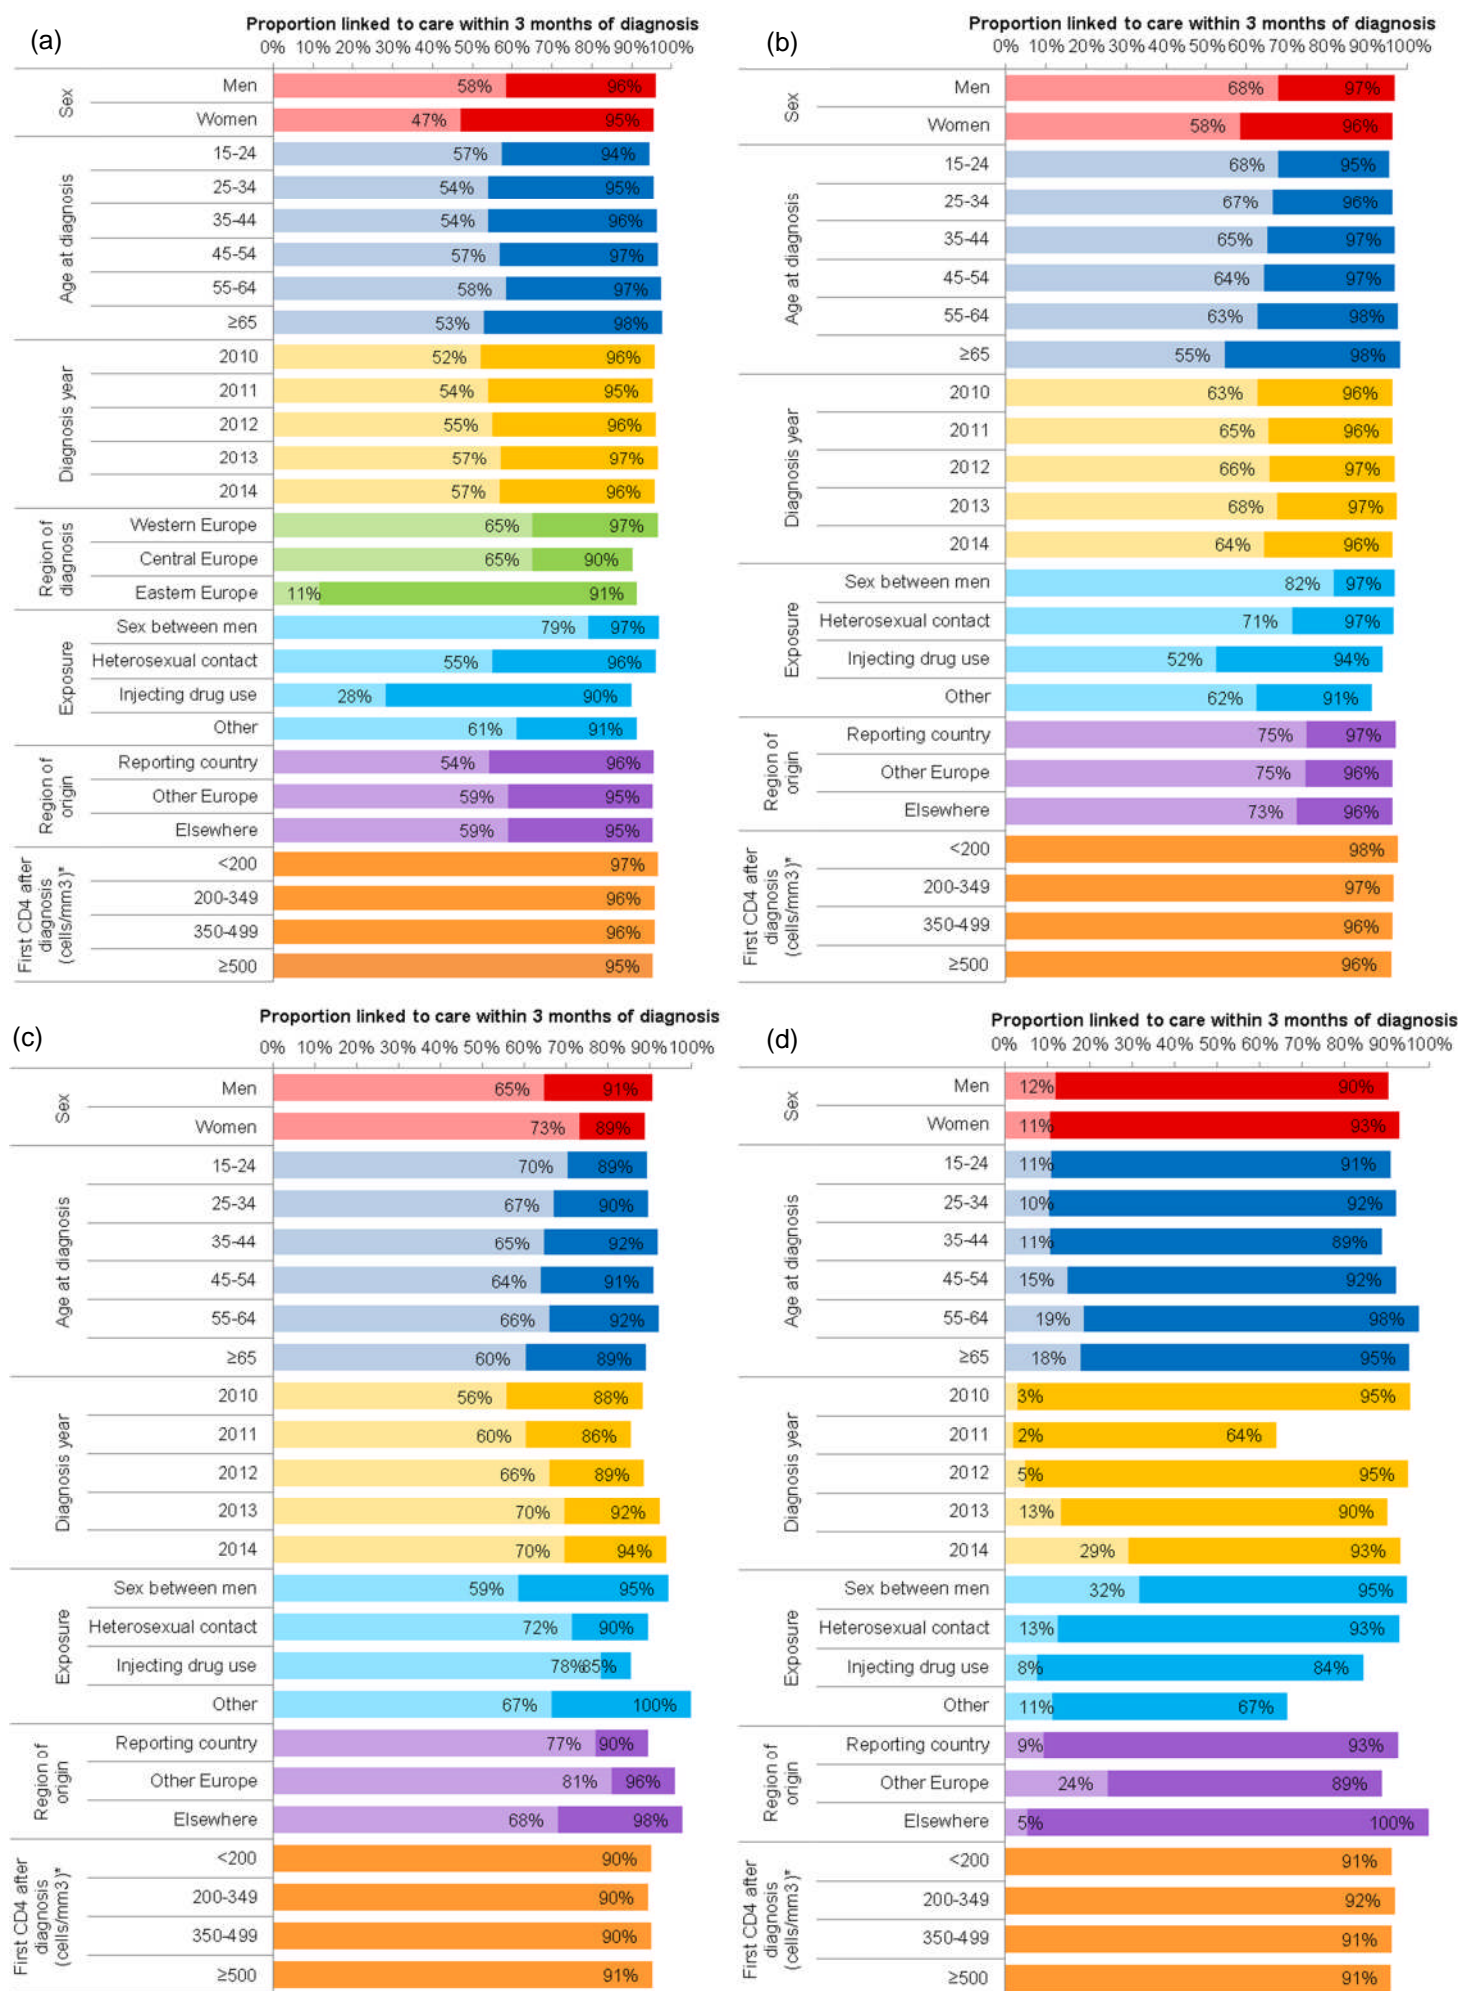 (a)
Proportion linked to care within 3 months of diagnosis
0% 10% 20% 30% 40% 50% 60% 70% 80% 90% 100%
Sex
Men 58% 96%
Women 47% 95%
Age at diagnosis
15-24 57% 94%
25-34 54% 95%
35-44 54% 96%
45-54 57% 97%
55-64 58% 97%
≥65 53% 98%
Diagnosis year
2010 52% 96%
2011 54% 95%
2012 55% 96%
2013 57% 97%
2014 57% 96%
Region of
diagnosis
Western Europe 65% 97%
Central Europe 65% 90%
Eastern Europe 11% 91%
Exposure
Sex between men 79% 97%
Heterosexual contact 55% 96%
Injecting drug use 28% 90%
Other 61% 91%
Region of
origin
Reporting country 54% 96%
Other Europe 59% 95%
Elsewhere 59% 95%
First CD4 after
diagnosis
(cells/mm3)*
<200 97%
200-349 96%
350-499 96%
≥500 95%
(b)
Proportion linked to care within 3 months of diagnosis
0% 10% 20% 30% 40% 50% 60% 70% 80% 90% 100%
Sex
Men 68% 97%
Women 58% 96%
Age at diagnosis
15-24 68% 95%
25-34 67% 96%
35-44 65% 97%
45-54 64% 97%
55-64 63% 98%
≥65 55% 98%
Diagnosis year
2010 63% 96%
2011 65% 96%
2012 66% 97%
2013 68% 97%
2014 64% 96%
Exposure
Sex between men 82% 97%
Heterosexual contact 71% 97%
Injecting drug use 52% 94%
Other 62% 91%
Region of
origin
Reporting country 75% 97%
Other Europe 75% 96%
Elsewhere 73% 96%
First CD4 after
diagnosis
(cells/mm3)*
<200 98%
200-349 97%
350-499 96%
≥500 96%
(c)
Proportion linked to care within 3 months of diagnosis
0% 10% 20% 30% 40% 50% 60% 70% 80% 90% 100%
Sex
Men 65% 91%
Women 73% 89%
Age at diagnosis
15-24 70% 89%
25-34 67% 90%
35-44 65% 92%
45-54 64% 91%
55-64 66% 92%
≥65 60% 89%
Diagnosis year
2010 56% 88%
2011 60% 86%
2012 66% 89%
2013 70% 92%
2014 70% 94%
Exposure
Sex between men 59% 95%
Heterosexual contact 72% 90%
Injecting drug use 78% 85%
Other 67% 100%
Region of
origin
Reporting country 77% 90%
Other Europe 81% 96%
Elsewhere 68% 98%
First CD4 after
diagnosis
(cells/mm3)*
<200 90%
200-349 90%
350-499 90%
≥500 91%
(d)
Proportion linked to care within 3 months of diagnosis
0% 10% 20% 30% 40% 50% 60% 70% 80% 90% 100%
Sex
Men 12% 90%
Women 11% 93%
Age at diagnosis
15-24 11% 91%
25-34 10% 92%
35-44 11% 89%
45-54 15% 92%
55-64 19% 98%
≥65 18% 95%
Diagnosis year
2010 3% 95%
2011 2% 64%
2012 5% 95%
2013 13% 90%
2014 29% 93%
Exposure
Sex between men 32% 95%
Heterosexual contact 13% 93%
Injecting drug use 8% 84%
Other 11% 67%
Region of
origin
Reporting country 9% 93%
Other Europe 24% 89%
Elsewhere 5% 100%
First CD4 after
diagnosis
(cells/mm3)*
<200 91%
200-349 92%
350-499 91%
≥500 91%